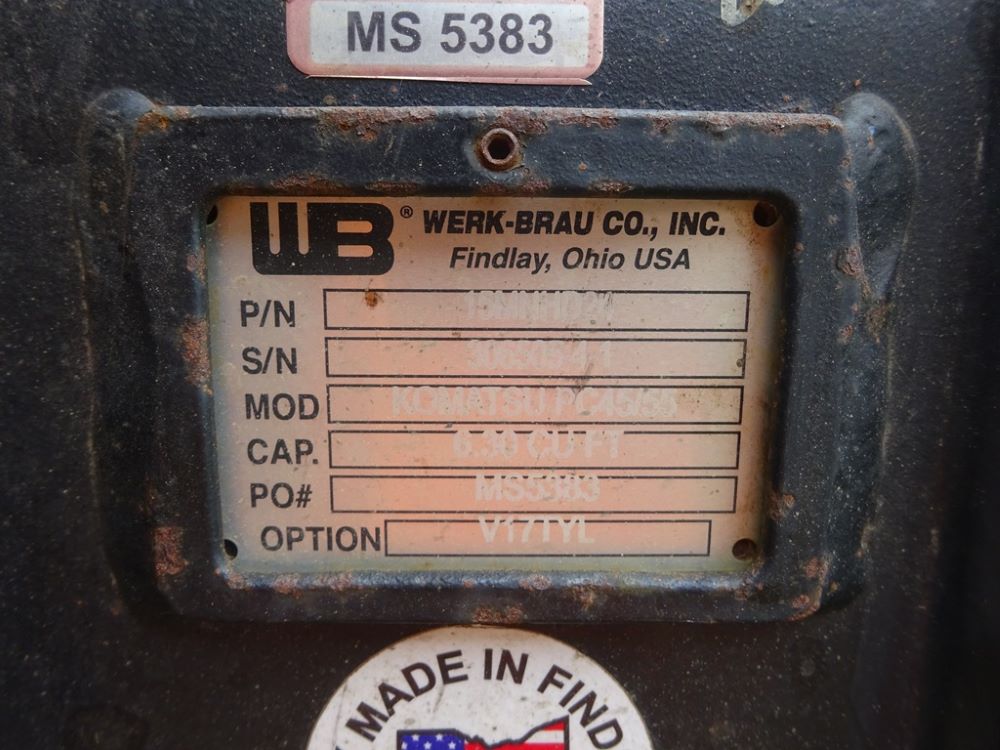 MS 5383
WB® WERK-BRAU CO., INC.
Findlay, Ohio USA
P/N
S/N
MOD KOMATSU PC45/55
CAP. 6.30 CU FT
PO# MS5383
OPTION V17TYL
MADE IN FIND